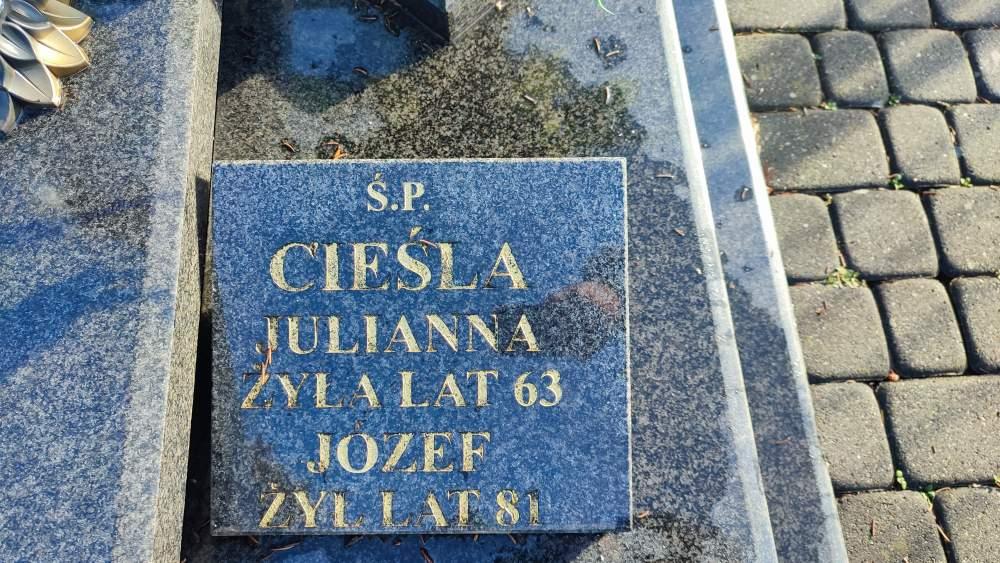 Ś.P.
CIEŚLA
JULIANNA
ŻYŁA LAT 63
JÓZEF
ŻYŁ LAT 81